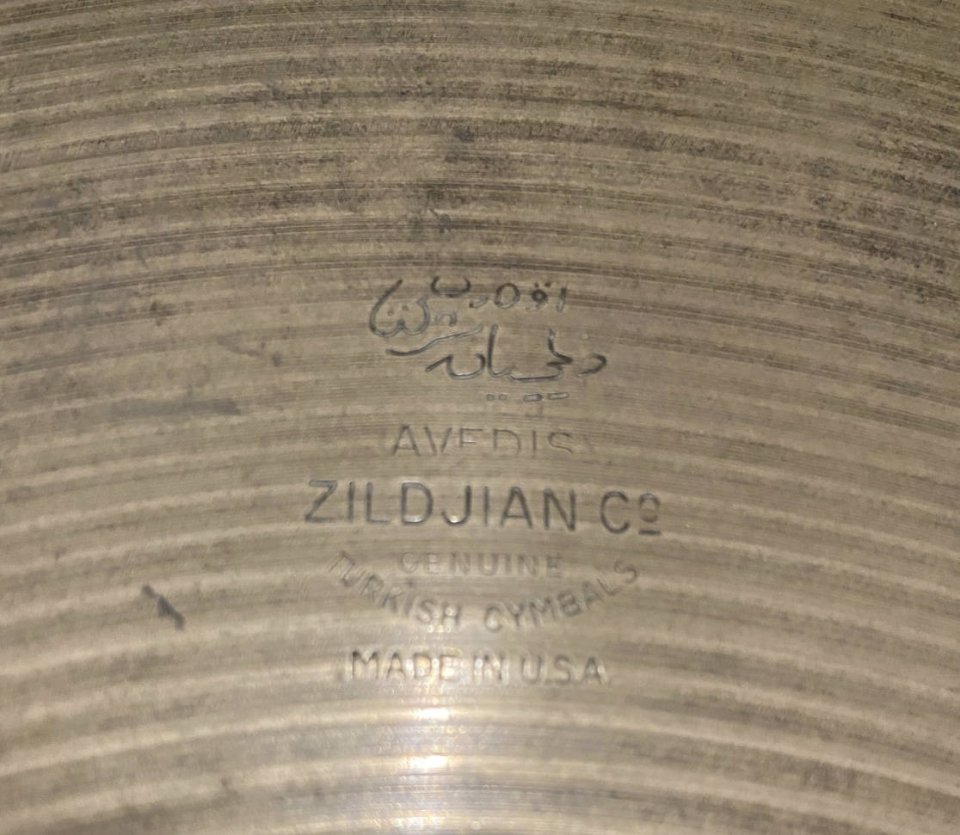 AVEDIS
ZILDJIAN Co
GENUINE
TURKISH CYMBALS
MADE IN U.S.A.